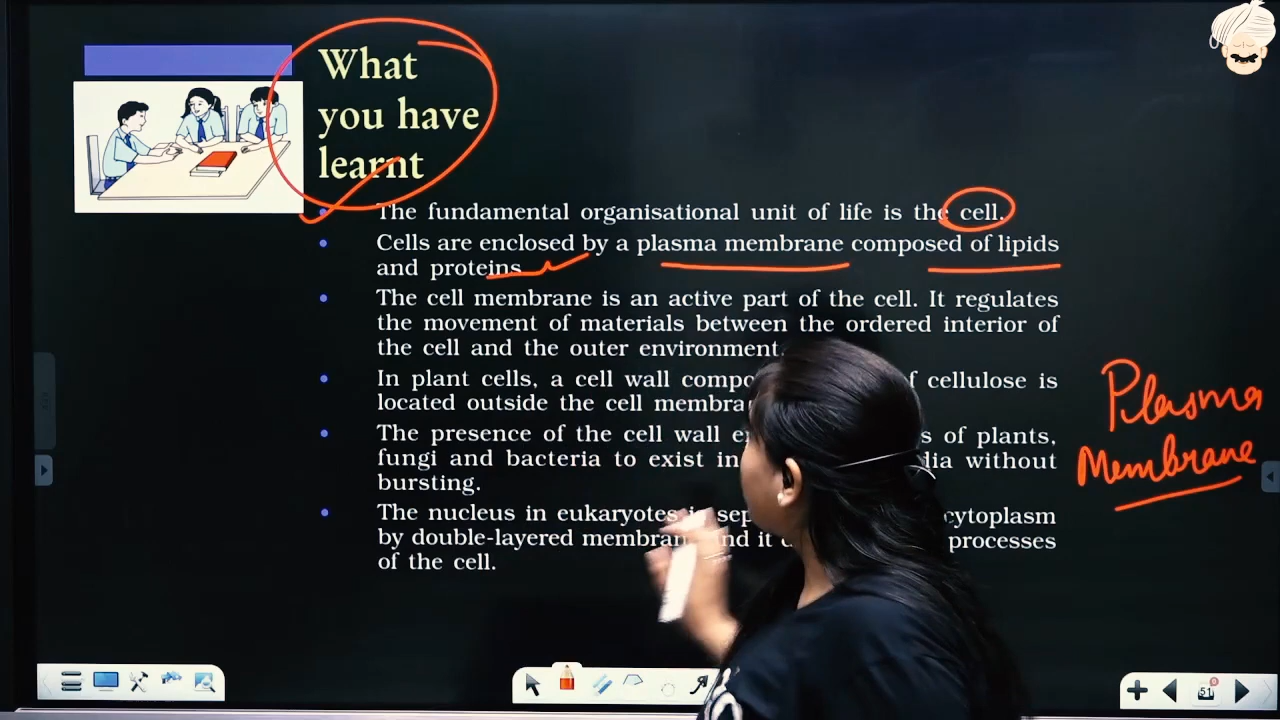 What
you have
learnt
The fundamental organisational unit of life is the cell.
Cells are enclosed by a plasma membrane composed of lipids
and proteins
The cell membrane is an active part of the cell. It regulates
the movement of materials between the ordered interior of
the cell and the outer environment.
In plant cells, a cell wall of cellulose is
located outside the cell
The presence of the cell wall of plants,
fungi and bacteria to exist in without
bursting.
The nucleus in eukaryotes cytoplasm
by double-layered and it processes
of the cell.
Plasma
Membrane
51